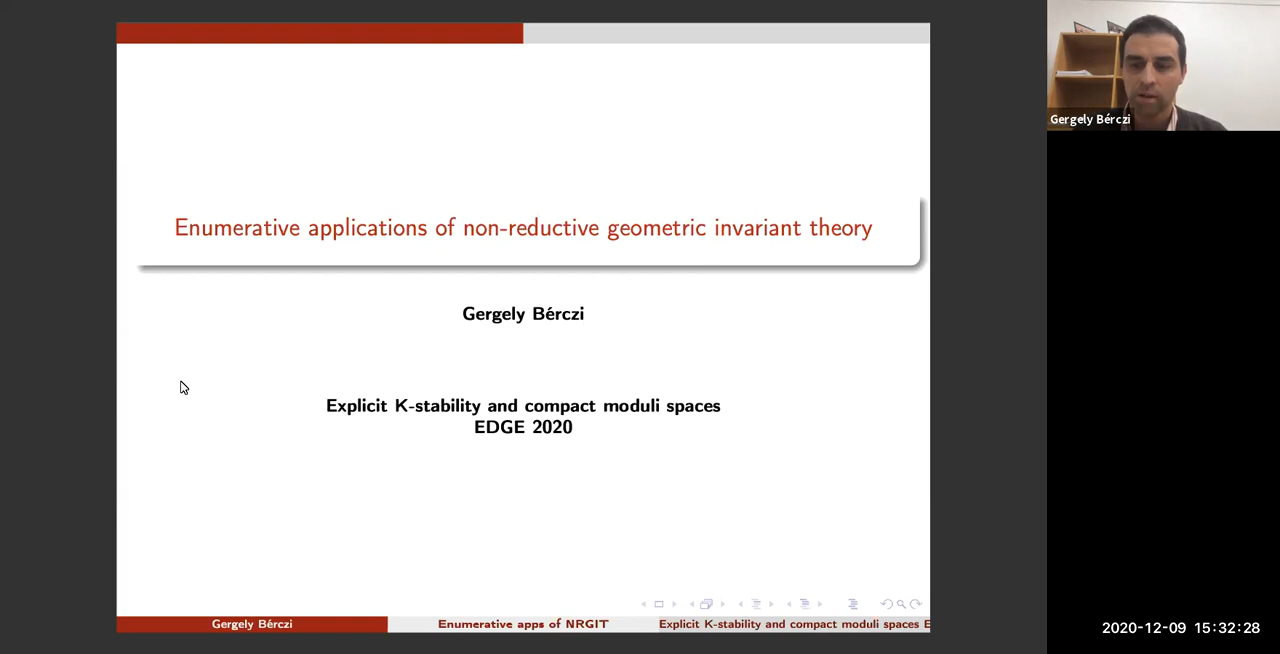 Enumerative applications of non-reductive geometric invariant theory
Gergely Bérczi
Explicit K-stability and compact moduli spaces
EDGE 2020
Gergely Bérczi
Enumerative apps of NRGIT
Explicit K-stability and compact moduli spaces E
Gergely Bérczi
2020-12-09 15:32:28